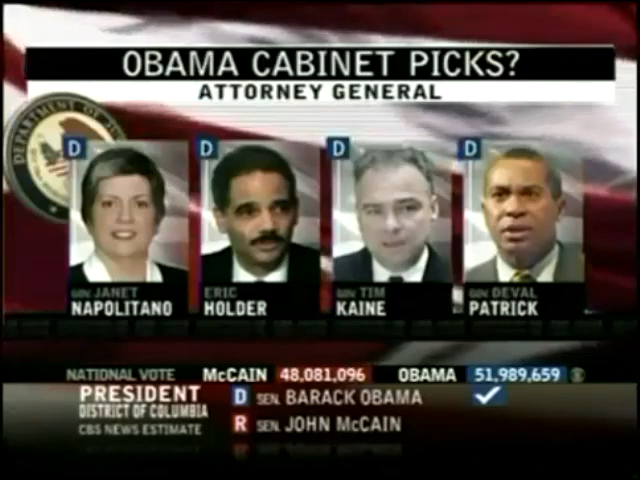 OBAMA CABINET PICKS?
ATTORNEY GENERAL
DEPARTMENT OF JU
D D D D
GOV. JANET NAPOLITANO
ERIC HOLDER
GOV. TIM KAINE
GOV. DEVAL PATRICK
NATIONAL VOTE McCAIN 48,081,096 OBAMA 51,989,659
PRESIDENT D SEN. BARACK OBAMA
DISTRICT OF COLUMBIA
CBS NEWS ESTIMATE R SEN. JOHN McCAIN